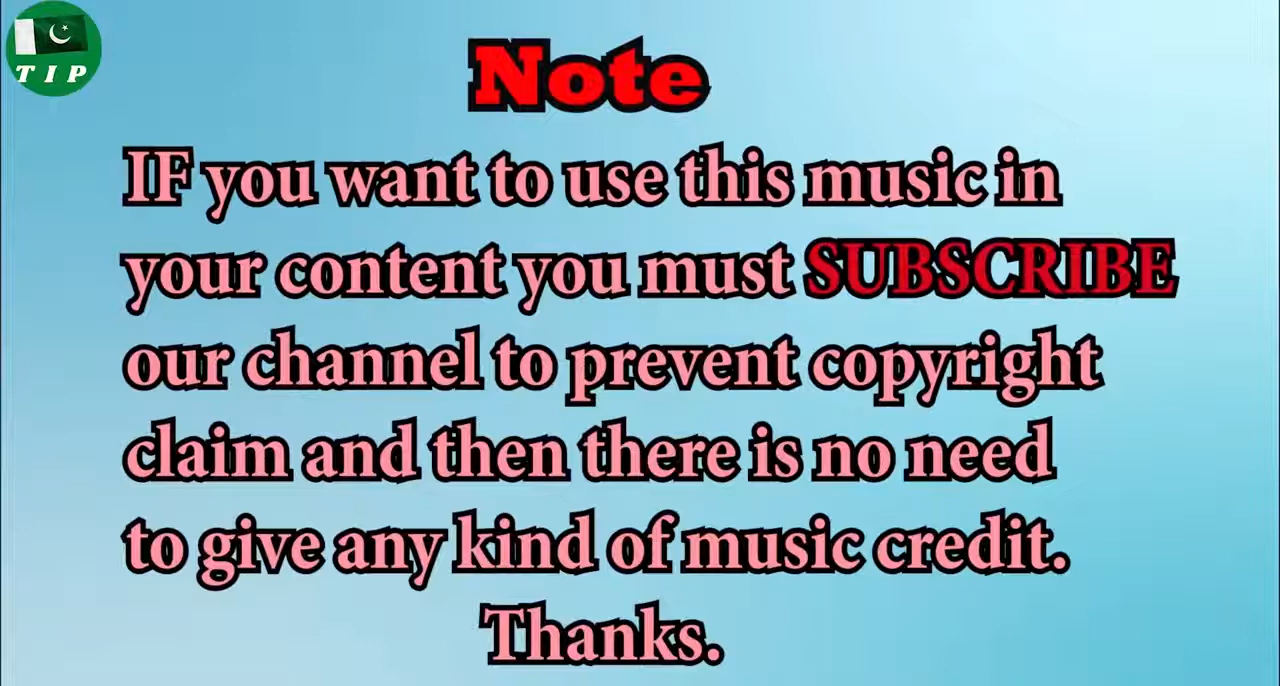 TIP
Note
IF you want to use this music in
your content you must SUBSCRIBE
our channel to prevent copyright
claim and then there is no need
to give any kind of music credit.
Thanks.